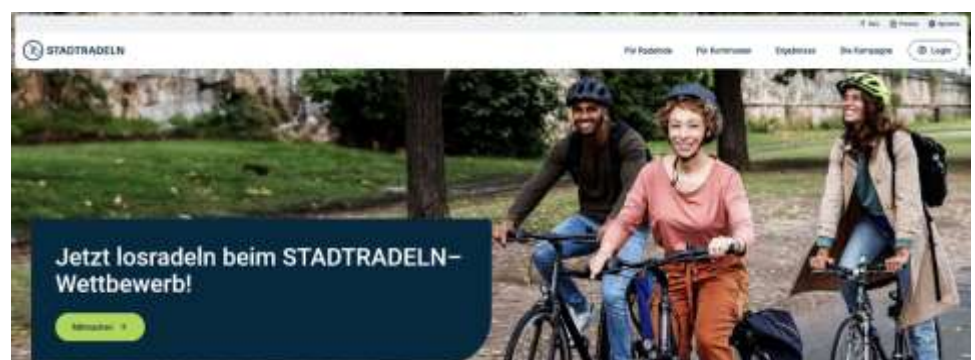 STADTRADELN
Für Radelnde Für Kommunen Ergebnisse Die Kampagne Login
Jetzt losradeln beim STADTRADELN–
Wettbewerb!
Mitmachen